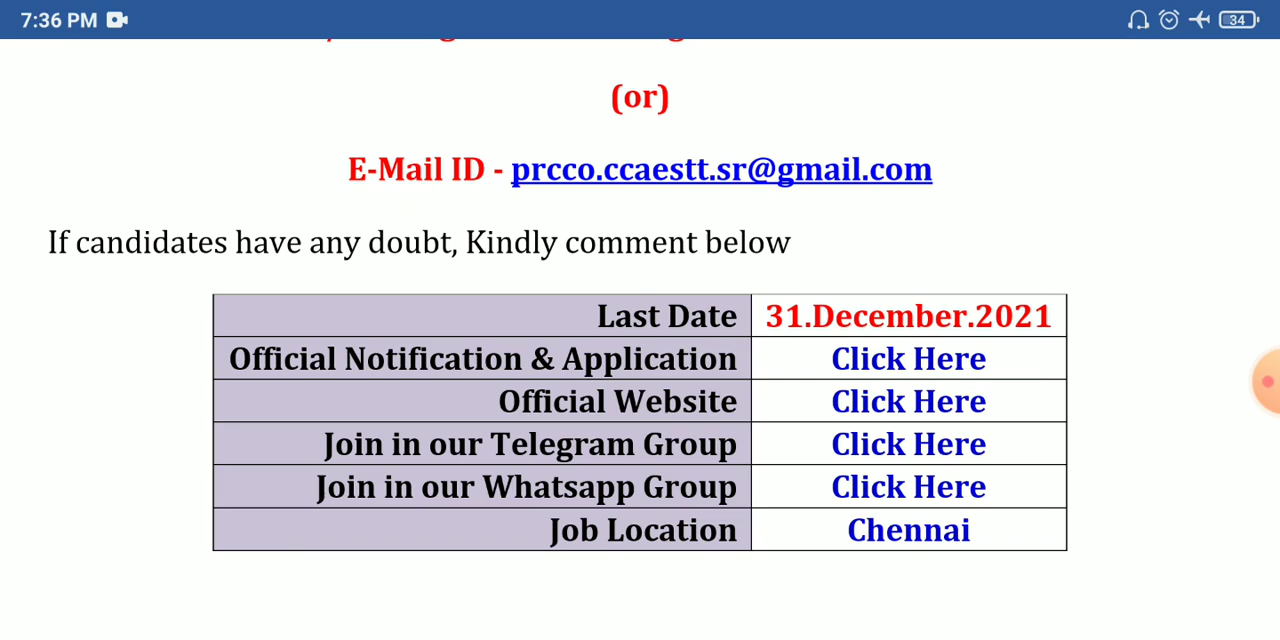 7:36 PM
34
(or)
E-Mail ID - prcco.ccaestt.sr@gmail.com
If candidates have any doubt, Kindly comment below
Last Date 31.December.2021
Official Notification & Application Click Here
Official Website Click Here
Join in our Telegram Group Click Here
Join in our Whatsapp Group Click Here
Job Location Chennai